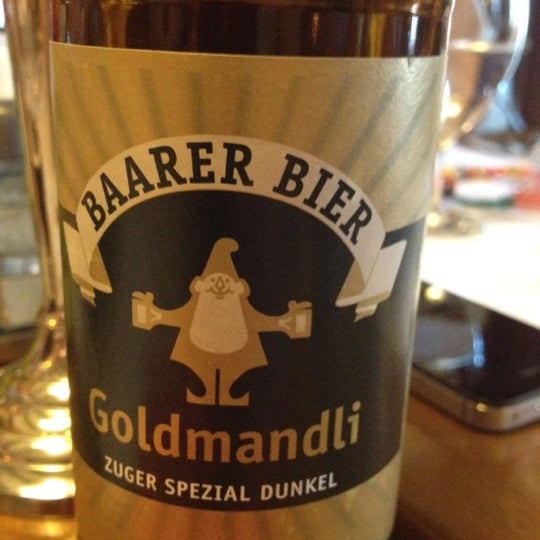 BAARER BIER
Goldmandli
ZUGER SPEZIAL DUNKEL